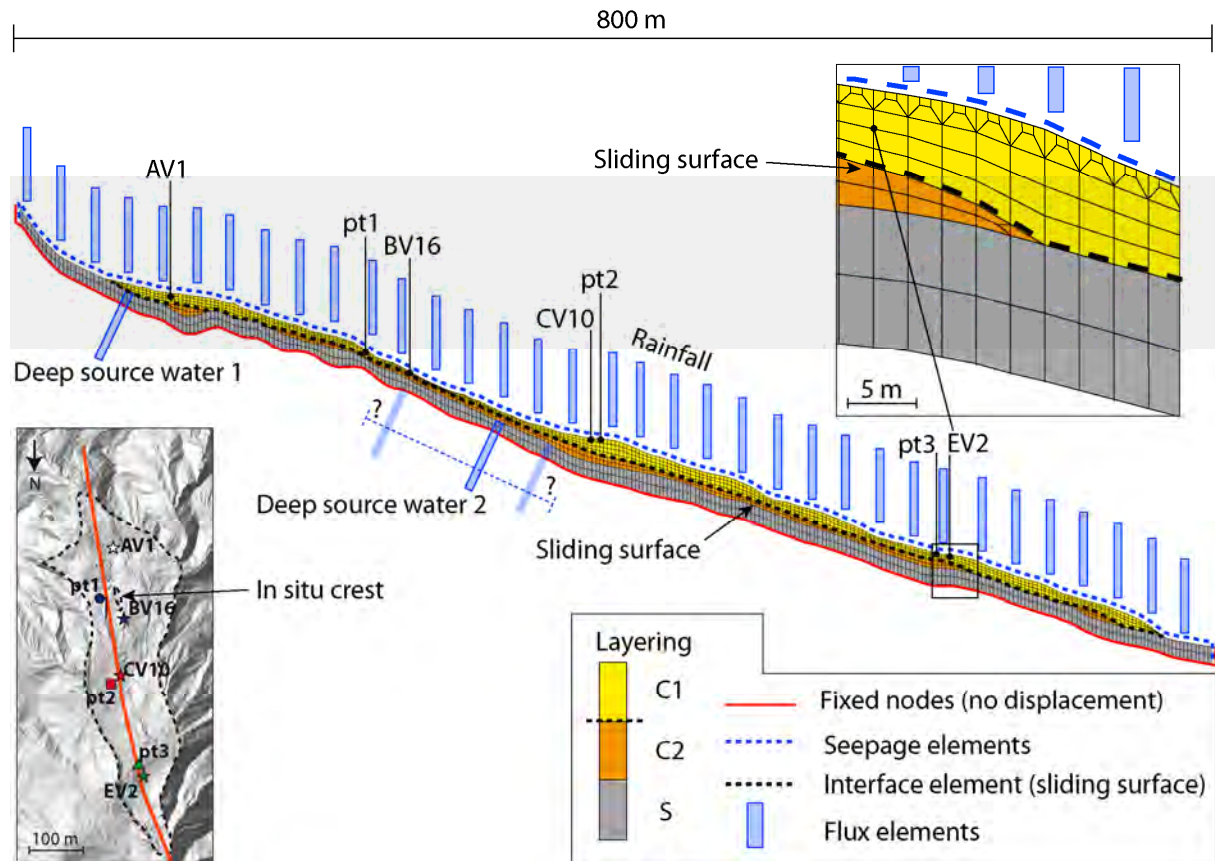 800 m
Sliding surface
AV1
pt1
BV16
pt2
CV10
Rainfall
5 m
Deep source water 1
?
pt3 EV2
Deep source water 2
?
Sliding surface
N
AV1
pt1
In situ crest
BV16
CV10
pt2
pt3
EV2
100 m
Layering
C1
C2
S
Fixed nodes (no displacement)
Seepage elements
Interface element (sliding surface)
Flux elements